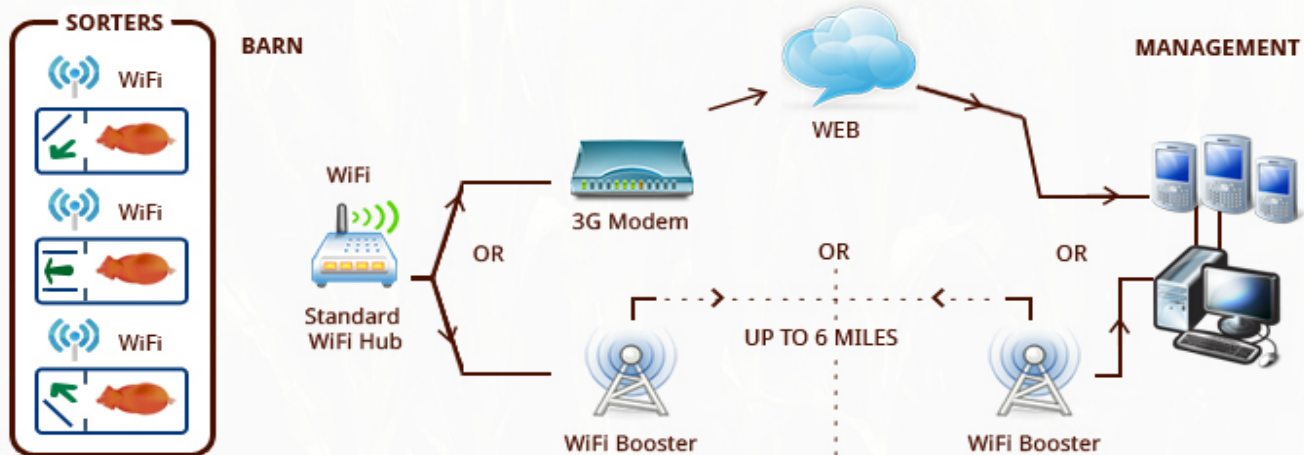 SORTERS
WiFi
WiFi
WiFi
BARN
WiFi
Standard
WiFi Hub
OR
3G Modem
WiFi Booster
WEB
OR
UP TO 6 MILES
MANAGEMENT
OR
WiFi Booster